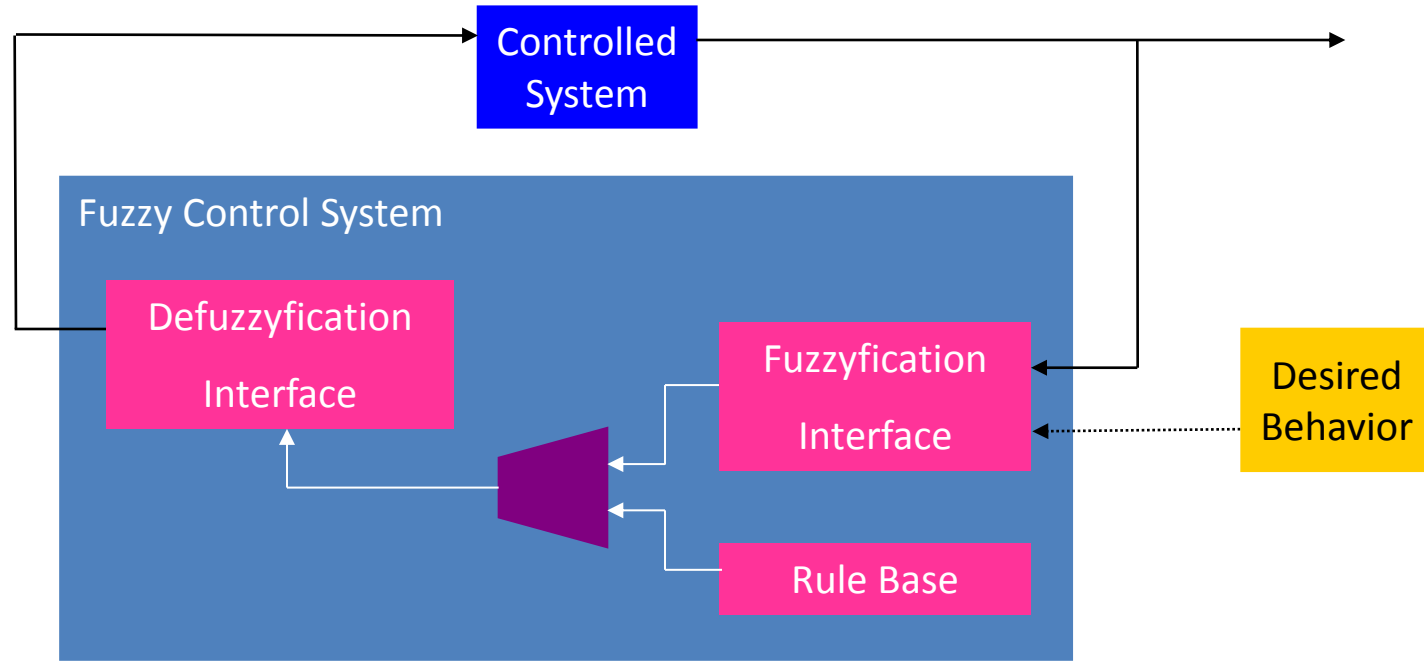 Controlled
System
Fuzzy Control System
Defuzzyfication
Interface
Fuzzyfication
Interface
Desired
Behavior
Rule Base